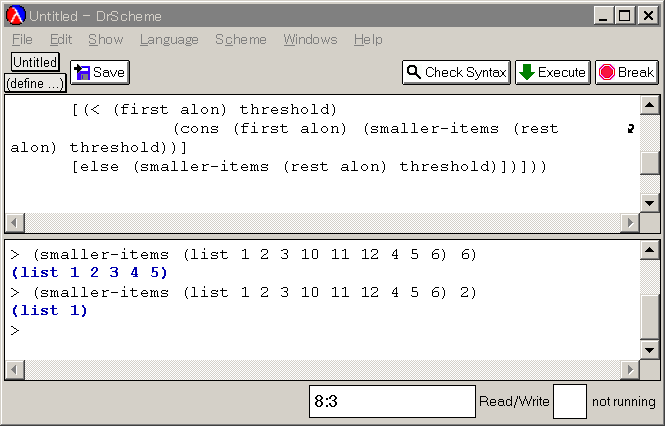 Untitled - DrScheme
File Edit Show Language Scheme Windows Help
Untitled
(define ...) Save Check Syntax Execute Break
[(< (first alon) threshold)
(cons (first alon) (smaller-items (rest
alon) threshold))]
[else (smaller-items (rest alon) threshold)])]))
> (smaller-items (list 1 2 3 10 11 12 4 5 6) 6)
(list 1 2 3 4 5)
> (smaller-items (list 1 2 3 10 11 12 4 5 6) 2)
(list 1)
>
8:3 Read/Write not running